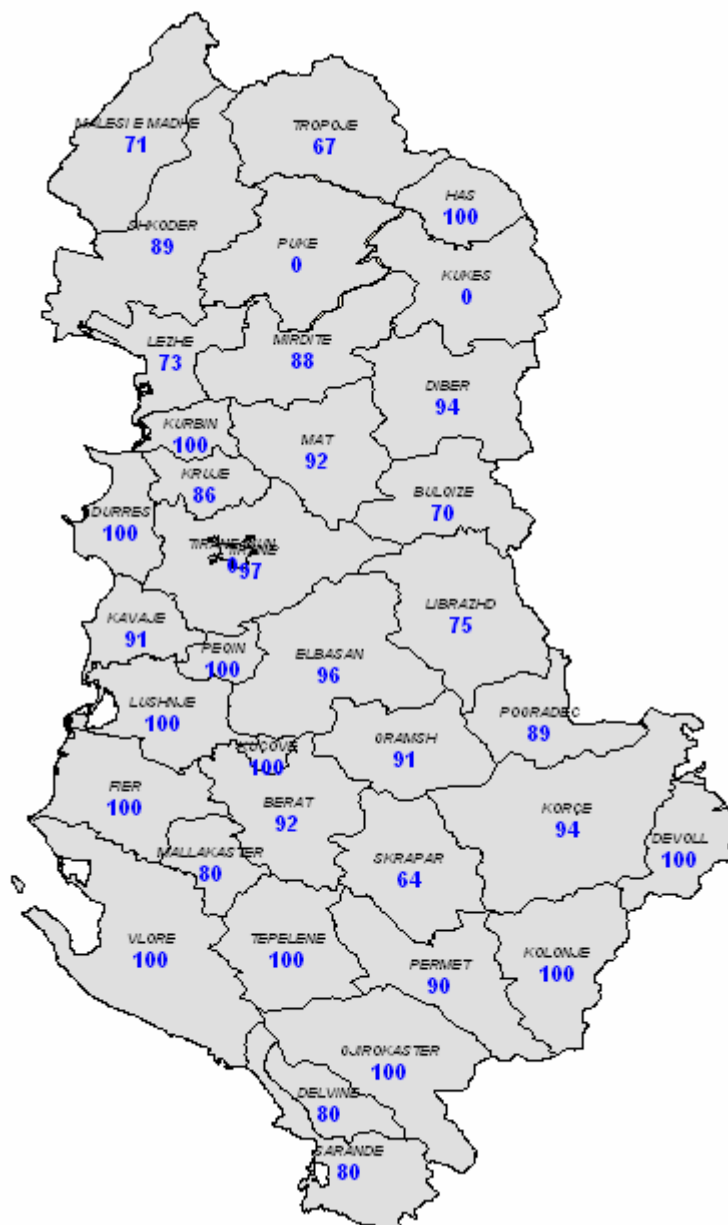 MALESI E MADHE
71
TROPOJE
67
HAS
100
SHKODER
89
PUKE
0
KUKES
0
LEZHE
73
MIRDITE
88
DIBER
94
KURBIN
100
MAT
92
KRUJE
86
BULQIZE
70
DURRES
100
97
LIBRAZHD
75
KAVAJE
91
PEQIN
100
ELBASAN
96
LUSHNJE
100
POGRADEC
89
KUÇOVE
100
GRAMSH
91
FIER
100
BERAT
92
KORÇE
94
DEVOLL
100
MALLAKASTER
80
SKRAPAR
64
VLORE
100
TEPELENE
100
PERMET
90
KOLONJE
100
GJIROKASTER
100
DELVINE
80
SARANDE
80